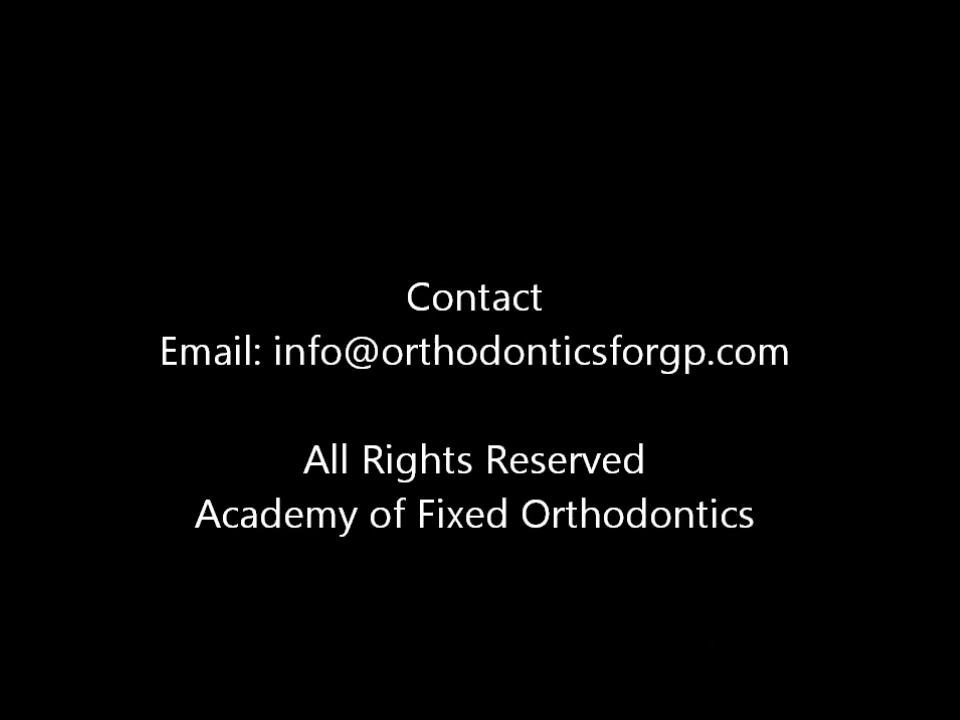 Contact
Email: info@orthodonticsforgp.com
All Rights Reserved
Academy of Fixed Orthodontics